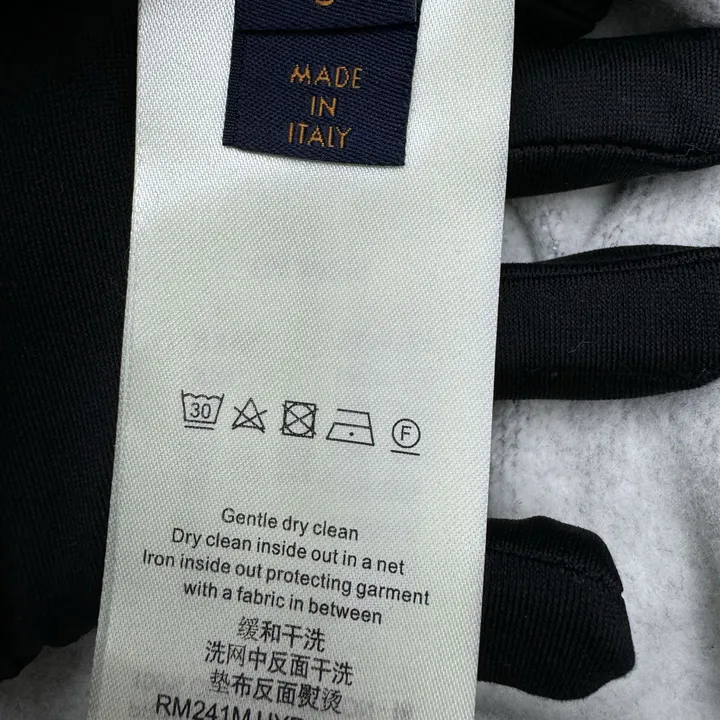 MADE
IN
ITALY
30
F
Gentle dry clean
Dry clean inside out in a net
Iron inside out protecting garment
with a fabric in between
缓和干洗
洗网中反面干洗
垫布反面熨烫